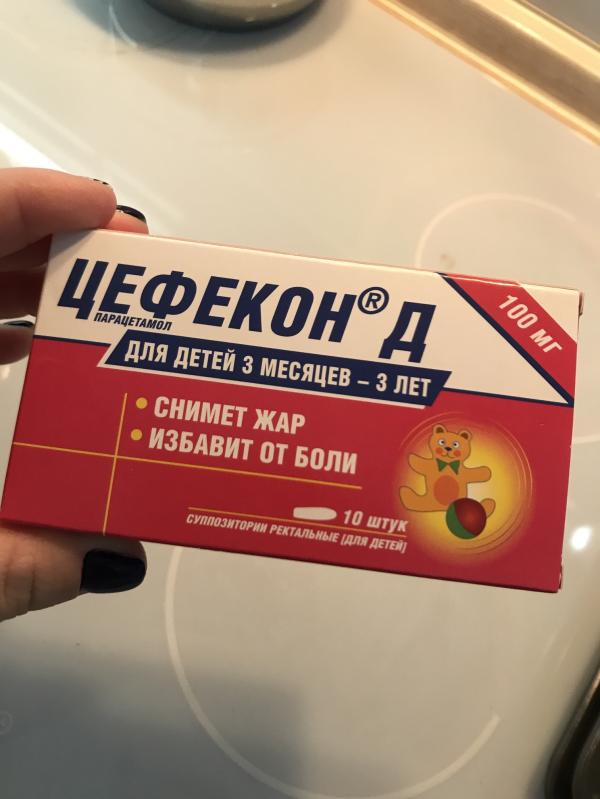 ЦЕФЕКОН® Д
ПАРАЦЕТАМОЛ
100 МГ
ДЛЯ ДЕТЕЙ 3 МЕСЯЦЕВ – 3 ЛЕТ
• СНИМЕТ ЖАР
• ИЗБАВИТ ОТ БОЛИ
10 ШТУК
СУППОЗИТОРИИ РЕКТАЛЬНЫЕ (ДЛЯ ДЕТЕЙ)